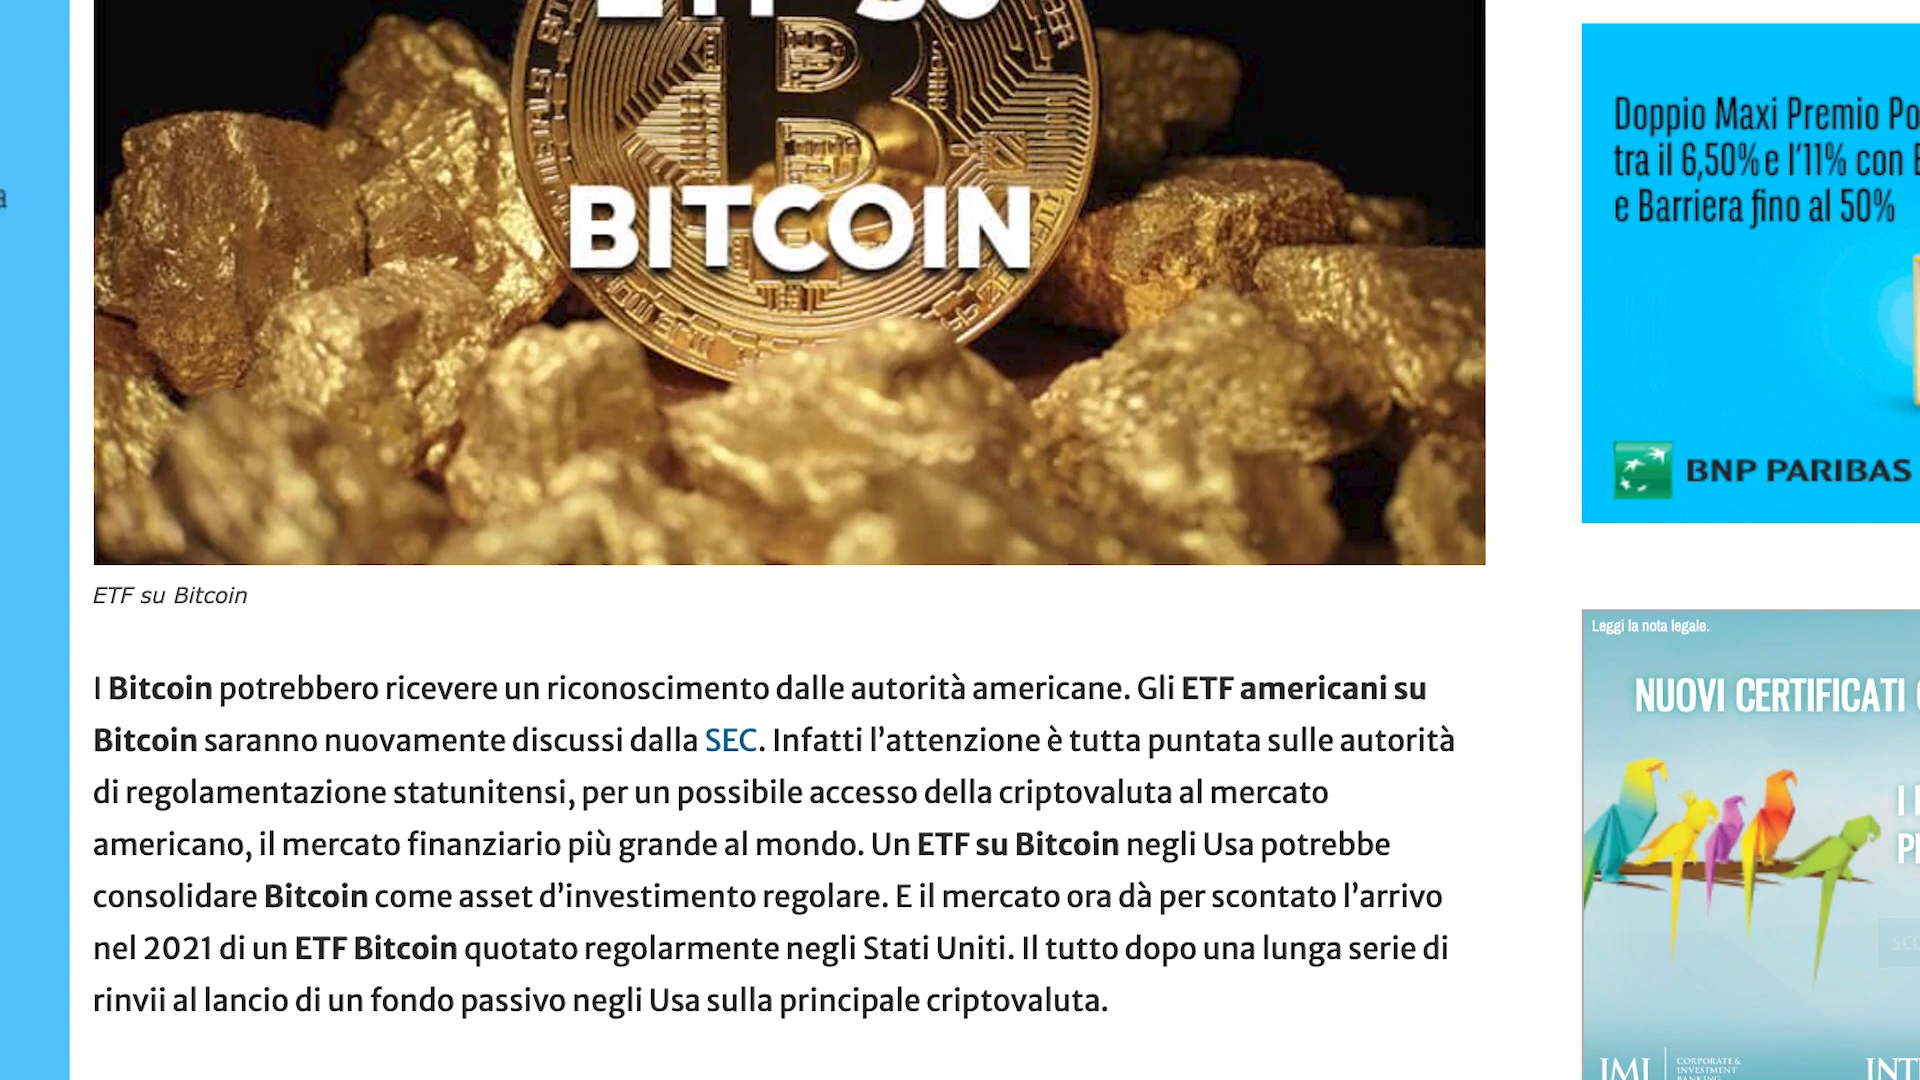 BITCOIN
ETF su Bitcoin
I Bitcoin potrebbero ricevere un riconoscimento dalle autorità americane. Gli ETF americani su
Bitcoin saranno nuovamente discussi dalla SEC. Infatti l’attenzione è tutta puntata sulle autorità
di regolamentazione statunitensi, per un possibile accesso della criptovaluta al mercato
americano, il mercato finanziario più grande al mondo. Un ETF su Bitcoin negli Usa potrebbe
consolidare Bitcoin come asset d’investimento regolare. E il mercato ora dà per scontato l’arrivo
nel 2021 di un ETF Bitcoin quotato regolarmente negli Stati Uniti. Il tutto dopo una lunga serie di
rinvii al lancio di un fondo passivo negli Usa sulla principale criptovaluta.
Doppio Maxi Premio
tra il 6,50% e l'11% con
e Barriera fino al 50%
BNP PARIBAS
Leggi la nota legale.
NUOVI CERTIFICATI
IMI
CORPORATE &
INVESTMENT
BANKING